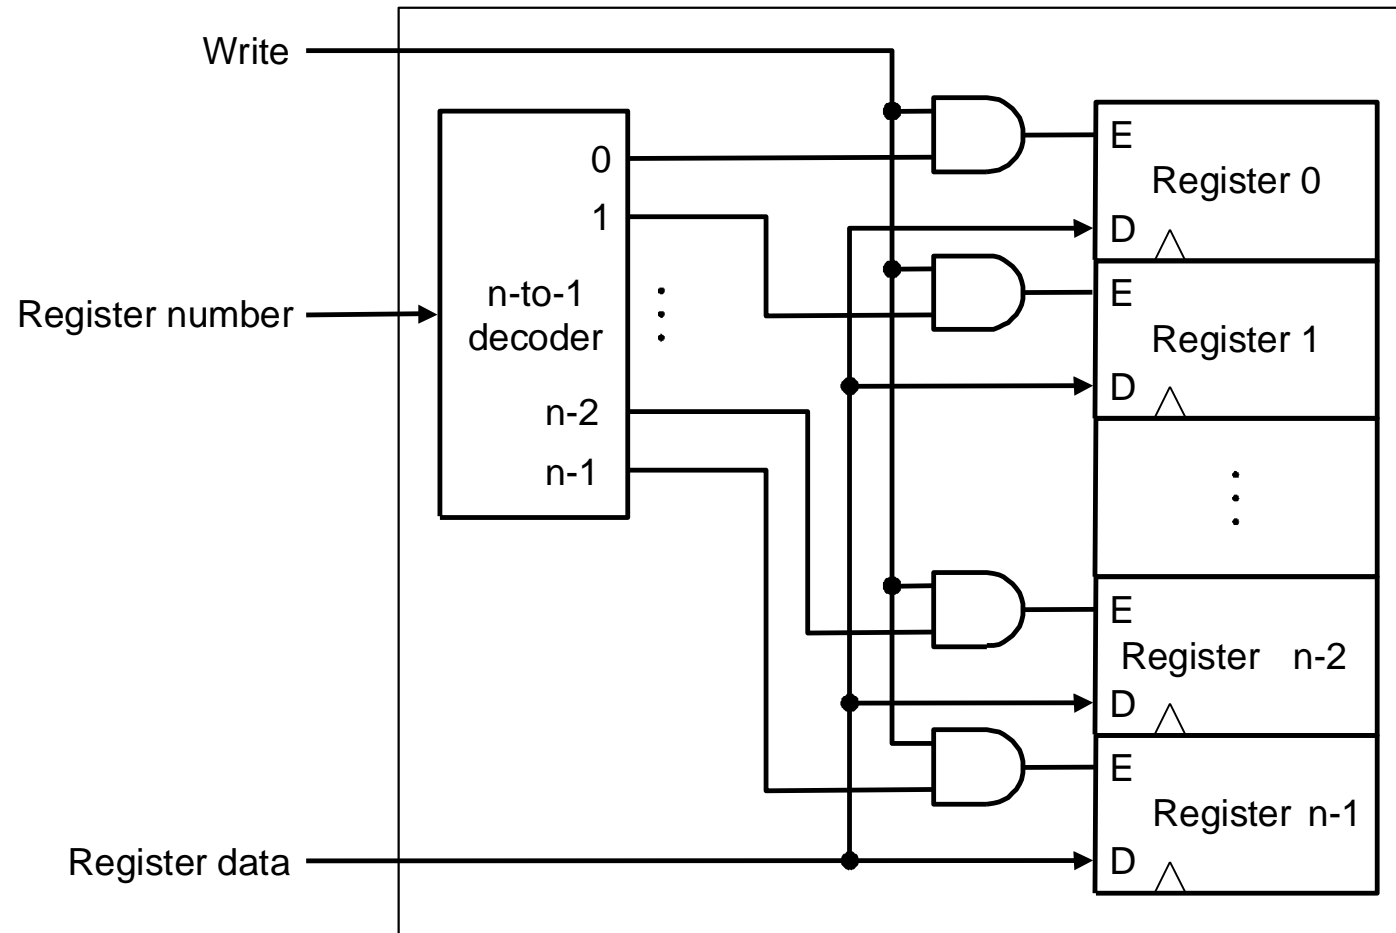 Write
0
E
Register 0
1
D
E
Register number
n-to-1
decoder
Register 1
D
n-2
n-1
E
Register n-2
D
E
Register n-1
Register data
D